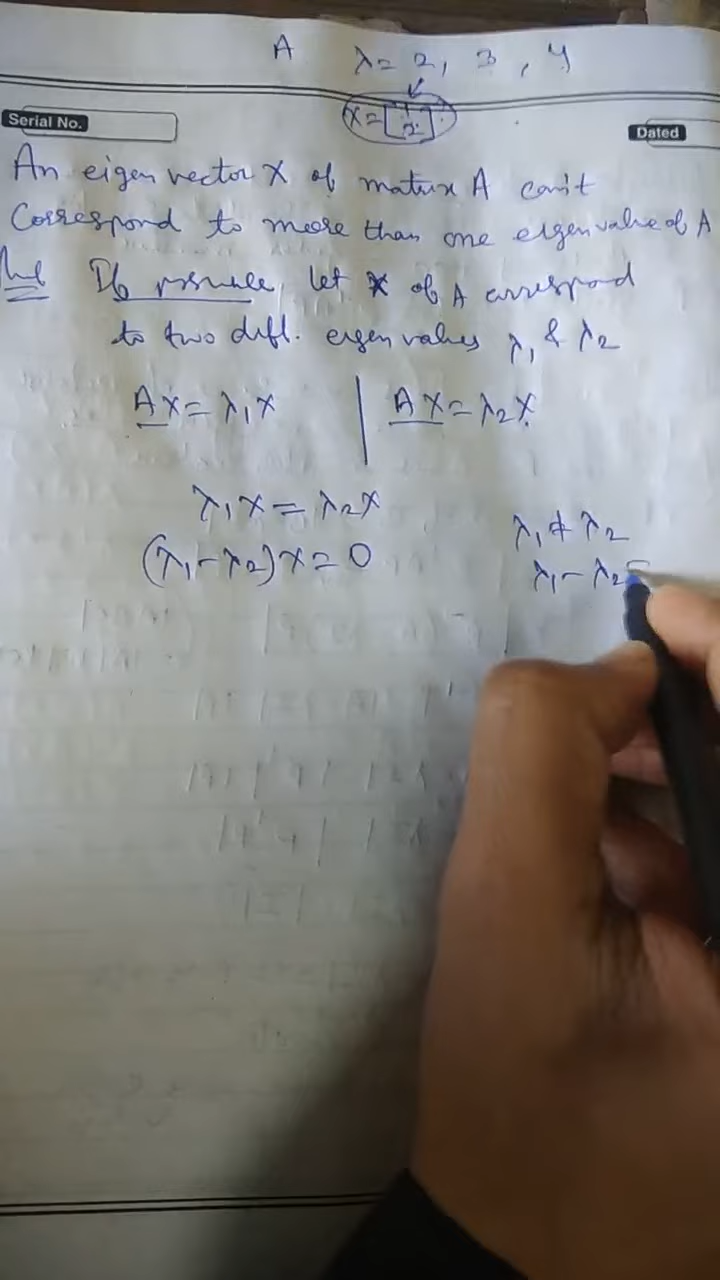 A λ = 2, 3, 4
x = [1 2]
Serial No.
Dated
An eigen vector X of matrix A can't
Correspond to more than one eigen value of A
If possible, let X of A correspond
to two diff. eigen values λ₁ & λ₂
AX = λ₁X | AX = λ₂X
λ₁X = λ₂X
(λ₁-λ₂)X = 0
λ₁ ≠ λ₂
λ₁ - λ₂